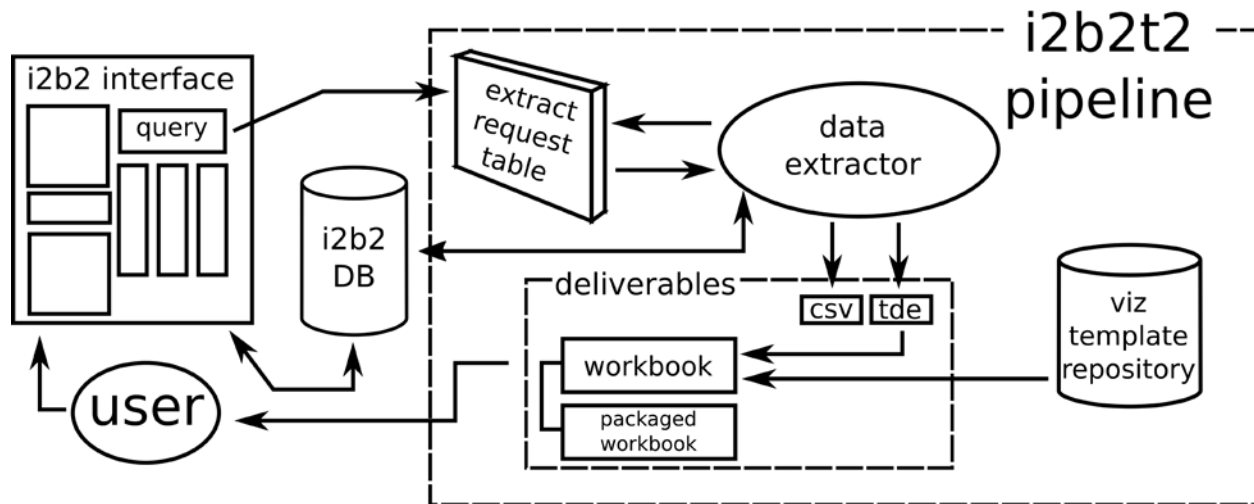 i2b2t2
pipeline
i2b2 interface
query
extract
request
table
data
extractor
i2b2
DB
deliverables
csv
tde
viz
template
repository
workbook
packaged
workbook
user